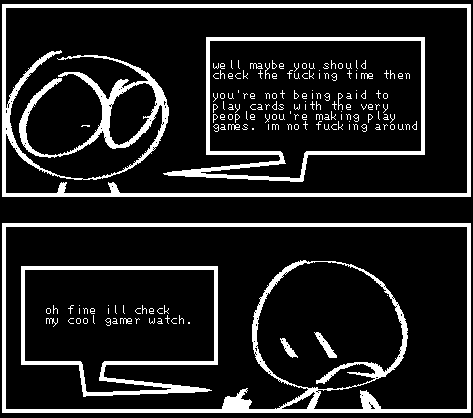 well maybe you should
check the fucking time then
you're not being paid to
play cards with the very
people you're making play
games. im not fucking around
oh fine ill check
my cool gamer watch.